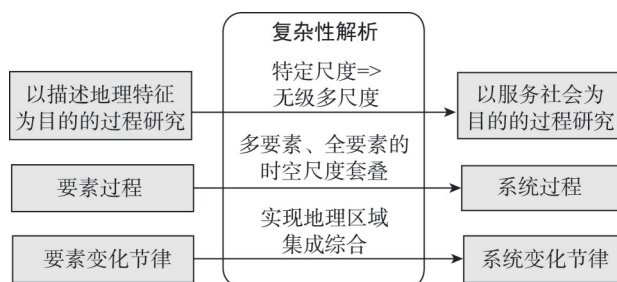 复杂性解析
以描述地理特征
为目的的过程研究
特定尺度=>
无级多尺度
以服务社会为
目的的过程研究
要素过程
多要素、全要素的
时空尺度套叠
系统过程
要素变化节律
实现地理区域
集成综合
系统变化节律